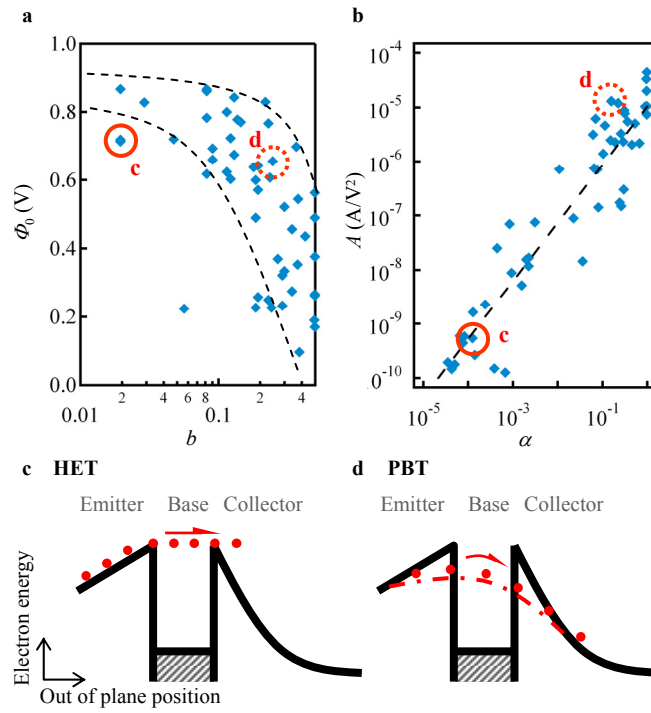 a
1.0
0.8
0.6
0.4
0.2
0.0
Φ₀ (V)
c
d
0.01
2
4
6
8
0.1
2
4
b
b
10⁻⁴
10⁻⁵
10⁻⁶
10⁻⁷
10⁻⁸
10⁻⁹
0⁻¹⁰
A (A/V²)
d
c
10⁻⁵
10⁻³
10⁻¹
α
c HET
Emitter Base Collector
Electron energy
Out of plane position
d PBT
Emitter Base Collector